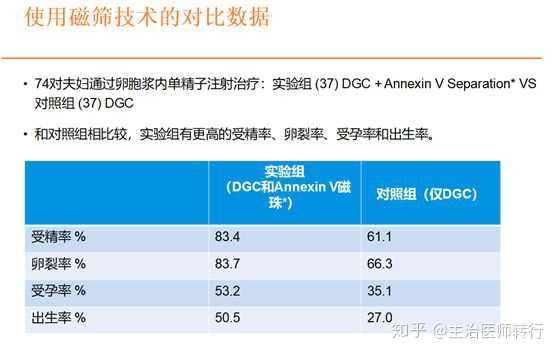 使用磁筛技术的对比数据
• 74对夫妇通过卵胞浆内单精子注射治疗：实验组 (37) DGC + Annexin V Separation* VS
对照组 (37) DGC
• 和对照组相比较，实验组有更高的受精率、卵裂率、受孕率和出生率。
实验组
（DGC和Annexin V磁
珠*）
对照组（仅DGC）
受精率 % 83.4 61.1
卵裂率 % 83.7 66.3
受孕率 % 53.2 35.1
出生率 % 50.5 27.0
知乎 @主治医师转行